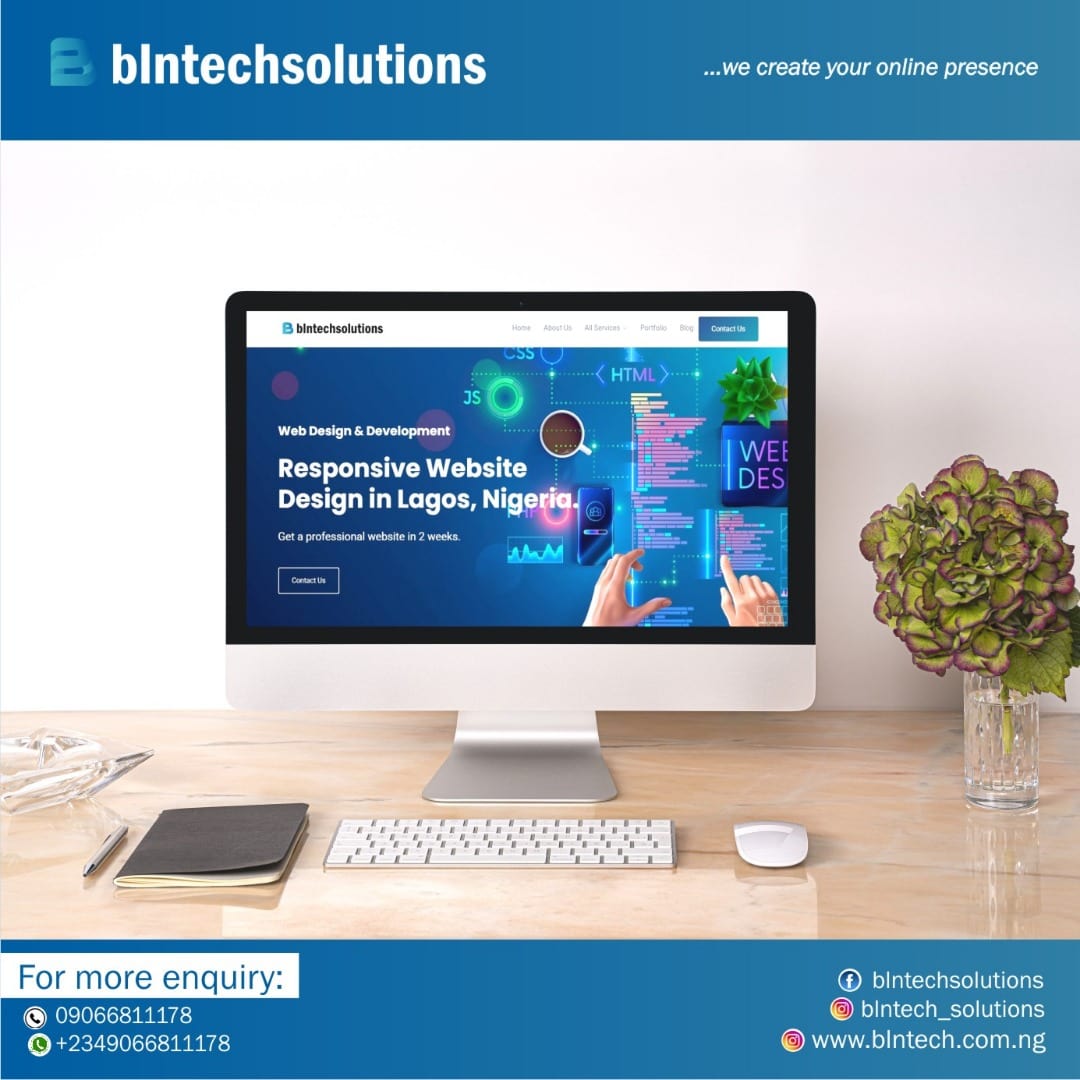 blntechsolutions
...we create your online presence
blntechsolutions
Home About Us All Services Portfolio Blog Contact Us
CSS
HTML
JS
Web Design & Development
Responsive Website
Design in Lagos, Nigeria.
WEB
DES
PHP
Get a professional website in 2 weeks.
Contact Us
For more enquiry:
09066811178
+2349066811178
blntechsolutions
blntech_solutions
www.blntech.com.ng